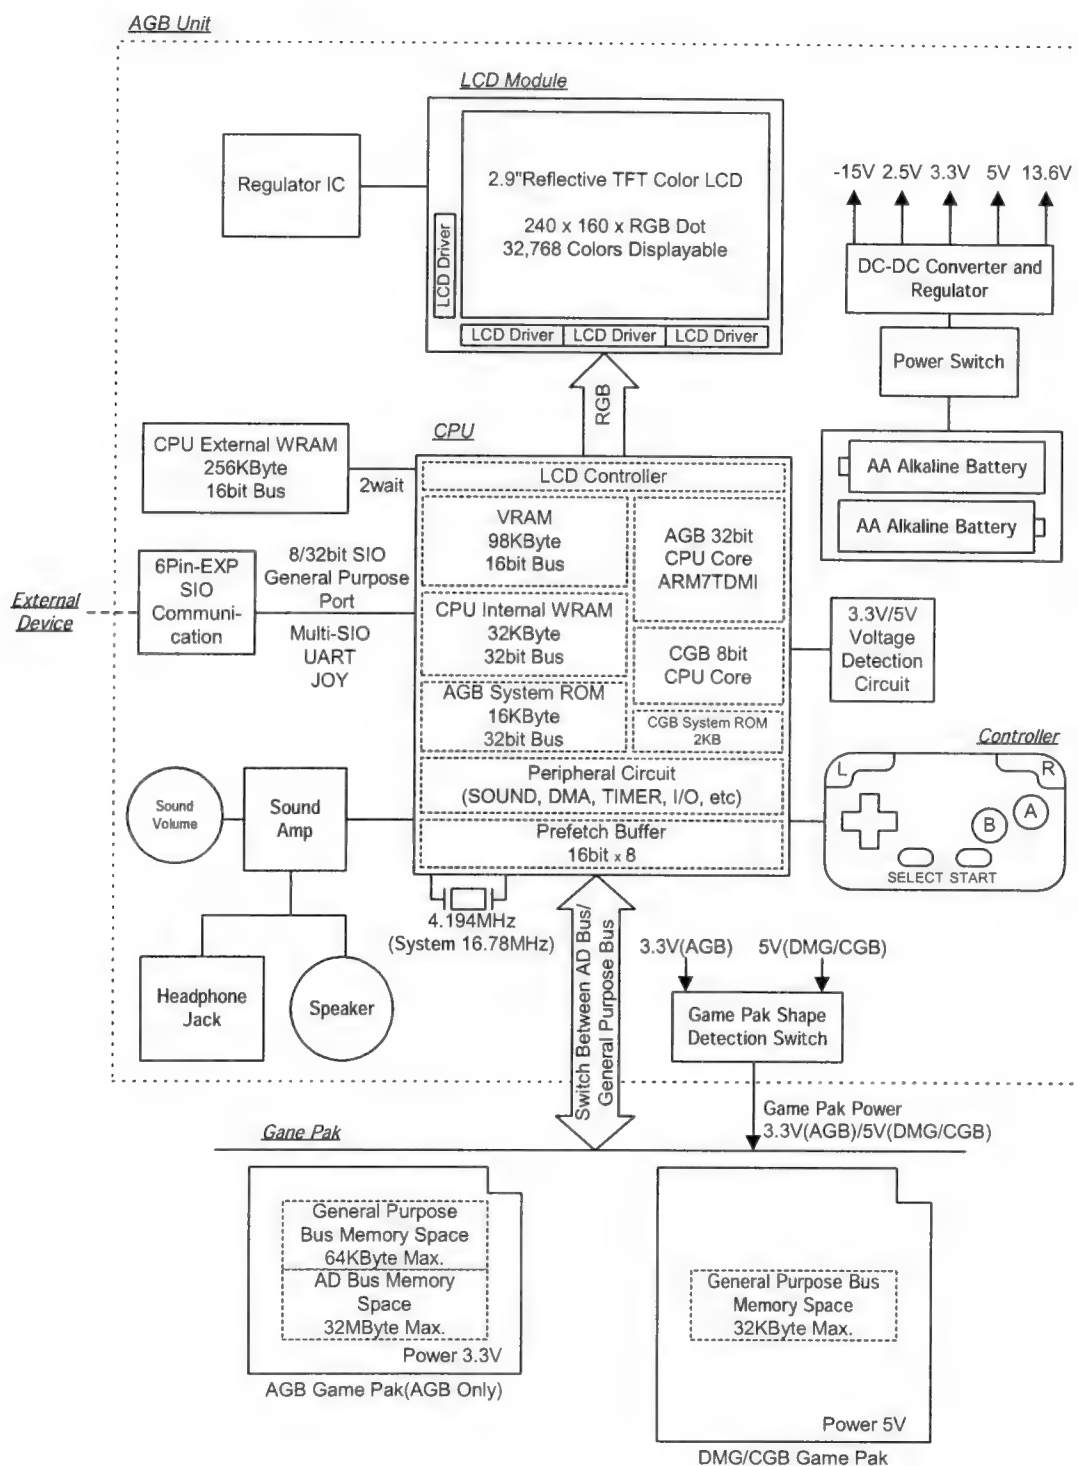 AGB Unit
LCD Module
Regulator IC
2.9"Reflective TFT Color LCD
240 x 160 x RGB Dot
32,768 Colors Displayable
LCD Driver
LCD Driver
LCD Driver
LCD Driver
-15V 2.5V 3.3V 5V 13.6V
DC-DC Converter and
Regulator
Power Switch
AA Alkaline Battery
AA Alkaline Battery
RGB
CPU
CPU External WRAM
256KByte
16bit Bus
2wait
LCD Controller
VRAM
98KByte
16bit Bus
AGB 32bit
CPU Core
ARM7TDMI
External
Device
6Pin-EXP
SIO
Communi-
cation
8/32bit SIO
General Purpose
Port
Multi-SIO
UART
JOY
CPU Internal WRAM
32KByte
32bit Bus
CGB 8bit
CPU Core
3.3V/5V
Voltage
Detection
Circuit
AGB System ROM
16KByte
32bit Bus
CGB System ROM
2KB
Controller
L
R
A
B
SELECT START
Peripheral Circuit
(SOUND, DMA, TIMER, I/O, etc)
Prefetch Buffer
16bit x 8
Sound
Volume
Sound
Amp
4.194MHz
(System 16.78MHz)
Headphone
Jack
Speaker
Switch Between AD Bus/
General Purpose Bus
3.3V(AGB) 5V(DMG/CGB)
Game Pak Shape
Detection Switch
Game Pak Power
3.3V(AGB)/5V(DMG/CGB)
Gane Pak
General Purpose
Bus Memory Space
64KByte Max.
AD Bus Memory
Space
32MByte Max.
Power 3.3V
AGB Game Pak(AGB Only)
General Purpose Bus
Memory Space
32KByte Max.
Power 5V
DMG/CGB Game Pak